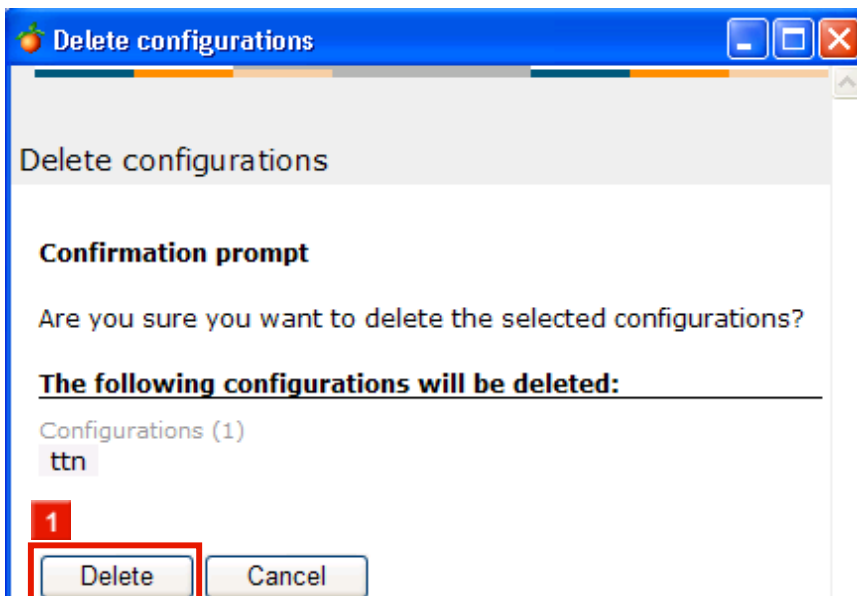 Delete configurations
Delete configurations
Confirmation prompt
Are you sure you want to delete the selected configurations?
The following configurations will be deleted:
Configurations (1)
ttn
1
Delete Cancel